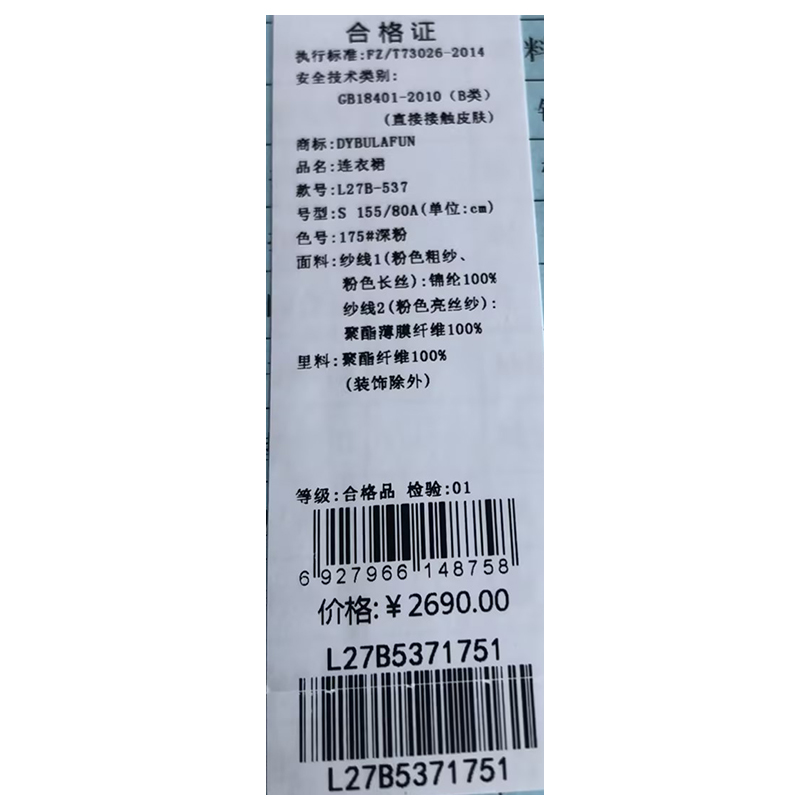 合格证
执行标准:FZ/T73026-2014
安全技术类别:
GB18401-2010(B类)
(直接接触皮肤)
商标:DYBULAFUN
品名:连衣裙
款号:L27B-537
号型:S 155/80A(单位:cm)
色号:175#深粉
面料:纱线1(粉色粗纱、
粉色长丝):锦纶100%
纱线2(粉色亮丝纱):
聚酯薄膜纤维100%
里料:聚酯纤维100%
(装饰除外)
等级:合格品 检验:01
6 927966 148758
价格:¥2690.00
L27B5371751
L27B5371751
料